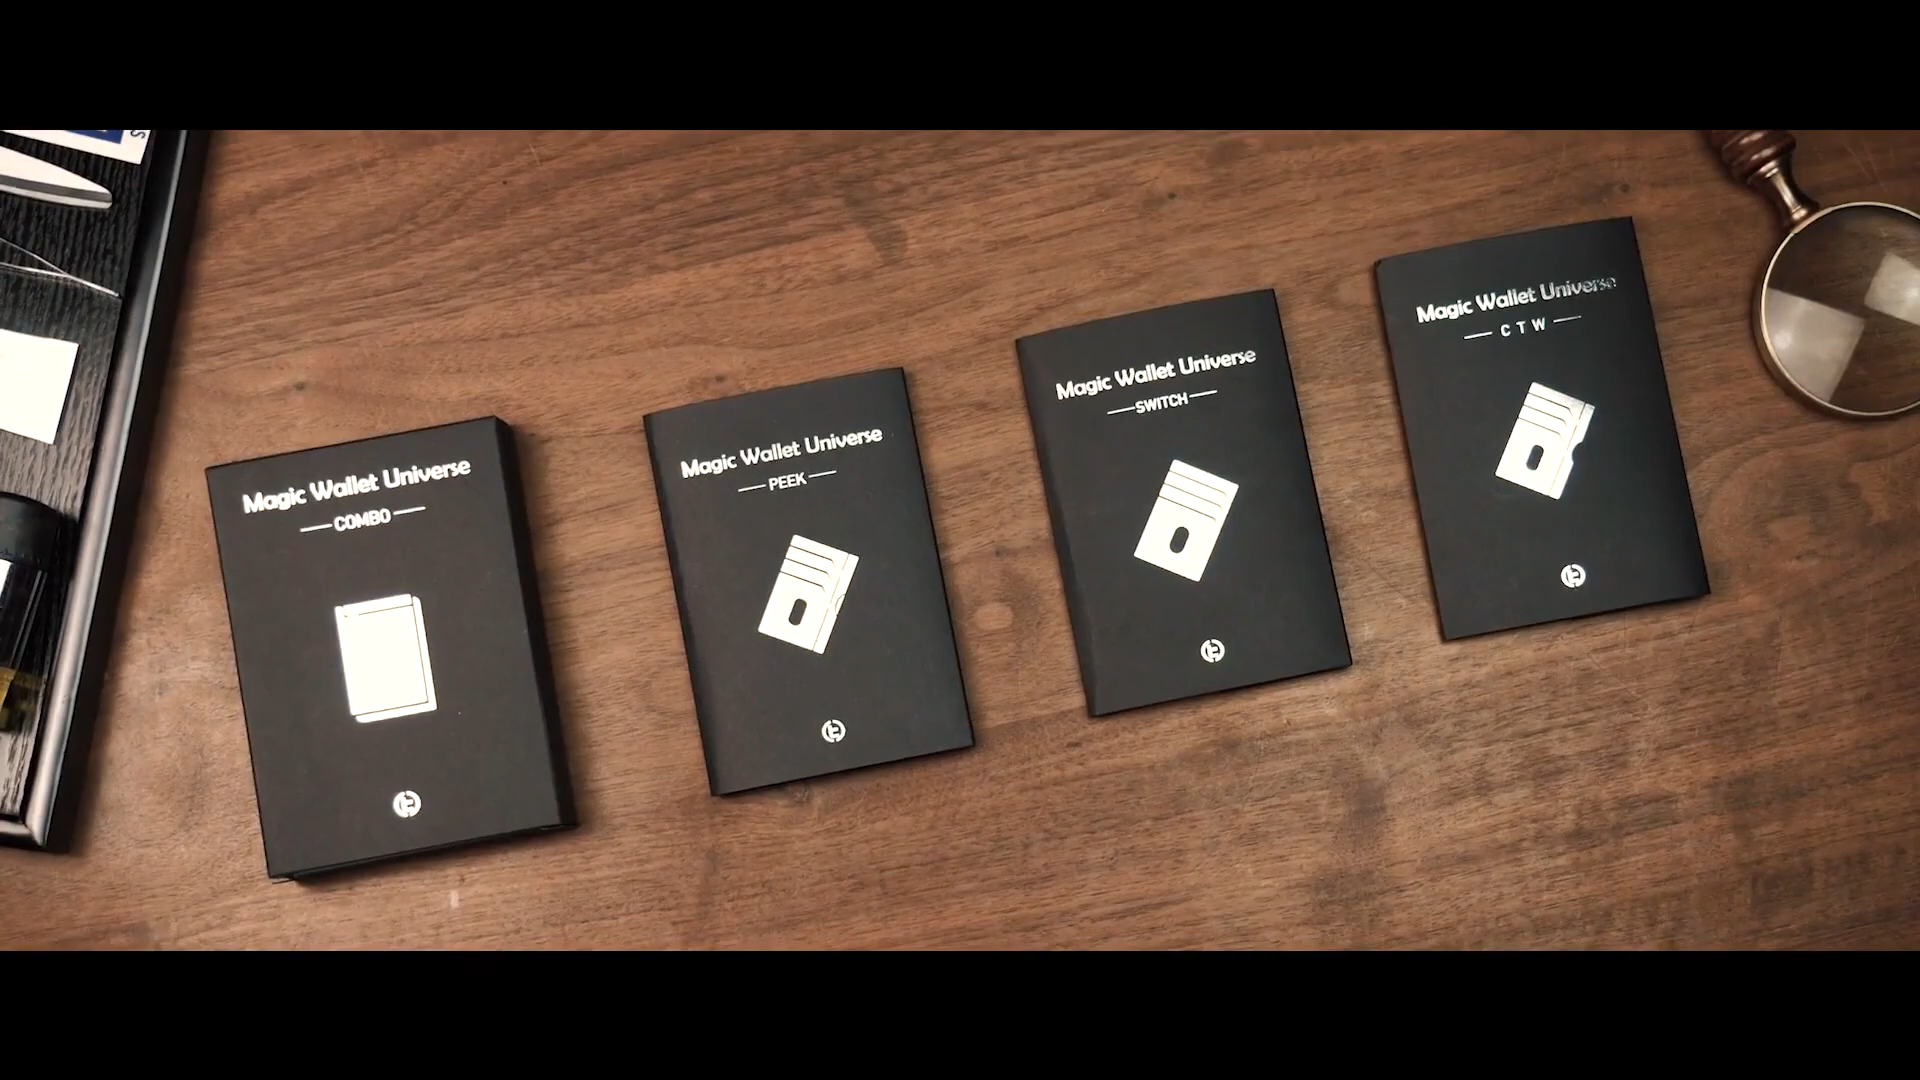 Magic Wallet Universe
COMBO
Magic Wallet Universe
PEEK
Magic Wallet Universe
SWITCH
Magic Wallet Universe
C T W
S